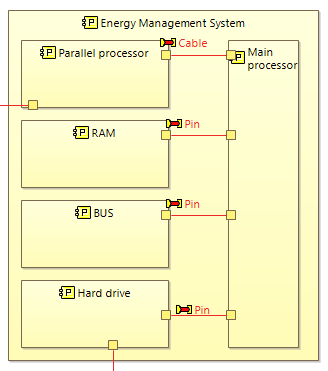 P Energy Management System
P Parallel processor
Cable
P Main
processor
P RAM
Pin
P BUS
Pin
P Hard drive
Pin